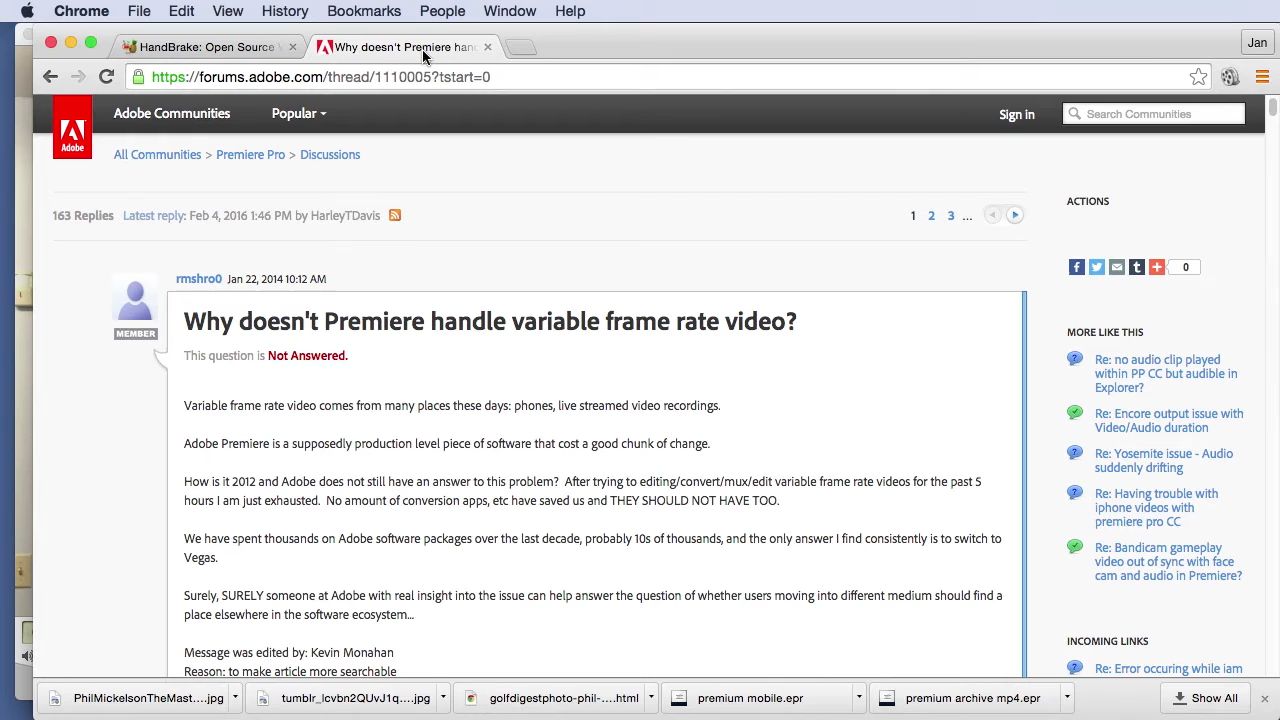 Chrome File Edit View History Bookmarks People Window Help
HandBrake: Open Source
Why doesn't Premiere han
Jan
https://forums.adobe.com/thread/1110005?tstart=0
Adobe
Adobe Communities
Popular
Sign in
Search Communities
All Communities > Premiere Pro > Discussions
163 Replies Latest reply: Feb 4, 2016 1:46 PM by HarleyTDavis
1 2 3 ...
ACTIONS
0
rmshro0 Jan 22, 2014 10:12 AM
MEMBER
Why doesn't Premiere handle variable frame rate video?
This question is Not Answered.
Variable frame rate video comes from many places these days: phones, live streamed video recordings.
Adobe Premiere is a supposedly production level piece of software that cost a good chunk of change.
How is it 2012 and Adobe does not still have an answer to this problem? After trying to editing/convert/mux/edit variable frame rate videos for the past 5
hours I am just exhausted. No amount of conversion apps, etc have saved us and THEY SHOULD NOT HAVE TOO.
We have spent thousands on Adobe software packages over the last decade, probably 10s of thousands, and the only answer I find consistently is to switch to
Vegas.
Surely, SURELY someone at Adobe with real insight into the issue can help answer the question of whether users moving into different medium should find a
place elsewhere in the software ecosystem...
Message was edited by: Kevin Monahan
Reason: to make article more searchable
MORE LIKE THIS
Re: no audio clip played
within PP CC but audible in
Explorer?
Re: Encore output issue with
Video/Audio duration
Re: Yosemite issue - Audio
suddenly drifting
Re: Having trouble with
iphone videos with
premiere pro CC
Re: Bandicam gameplay
video out of sync with face
cam and audio in Premiere?
INCOMING LINKS
Re: Error occuring while iam
PhilMickelsonTheMast....jpg
tumblr_lcvbn2QUvJ1q....jpg
golfdigestphoto-phil-....html
premium mobile.epr
premium archive mp4.epr
Show All